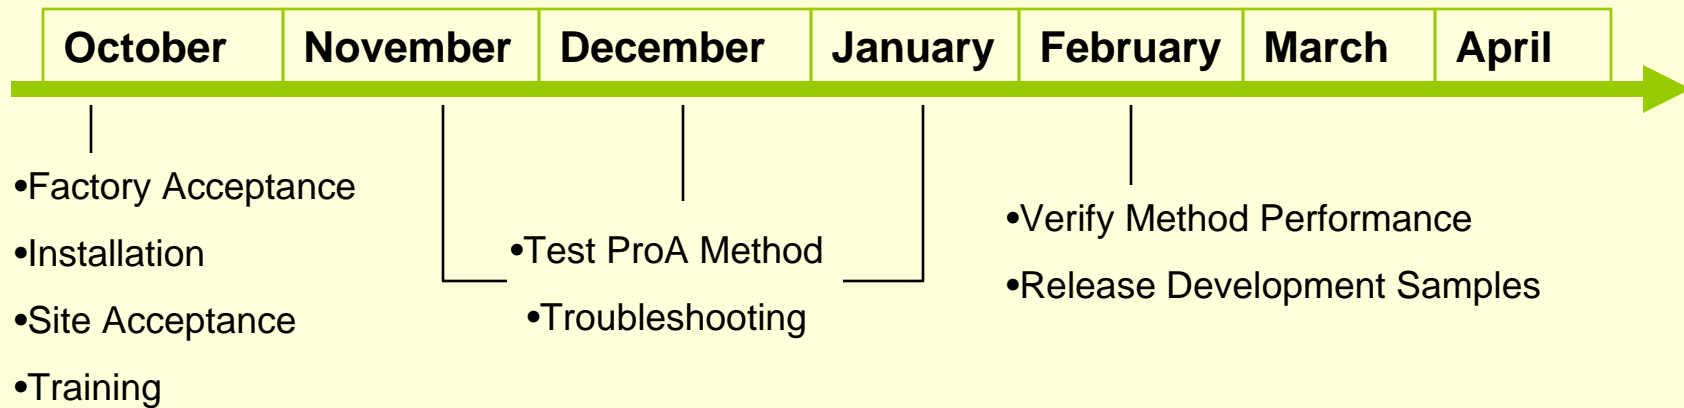 October November December January February March April
•Factory Acceptance
•Installation
•Site Acceptance
•Training
•Test ProA Method
•Troubleshooting
•Verify Method Performance
•Release Development Samples